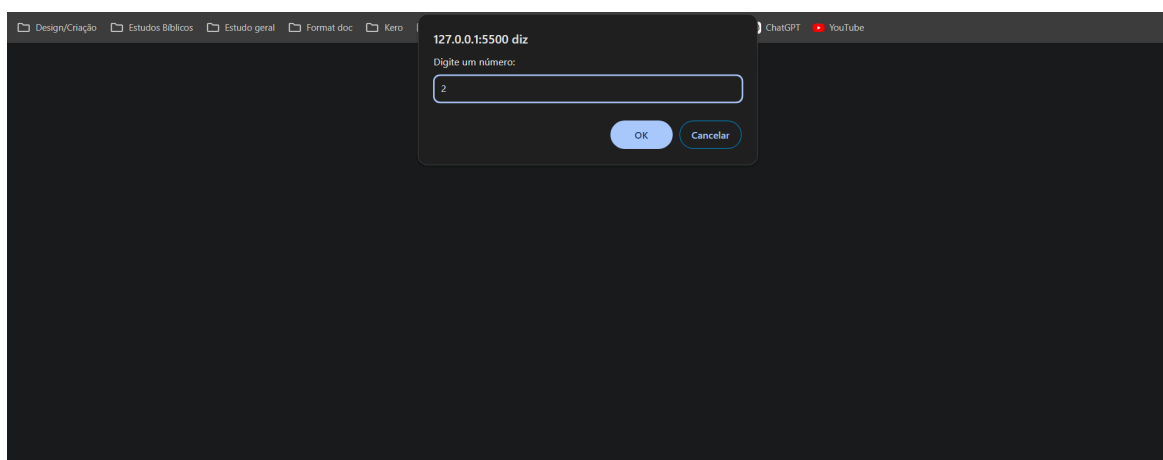 Design/Criação Estudos Bíblicos Estudo geral Format doc Kero ChatGPT YouTube
127.0.0.1:5500 diz
Digite um número:
2
OK Cancelar